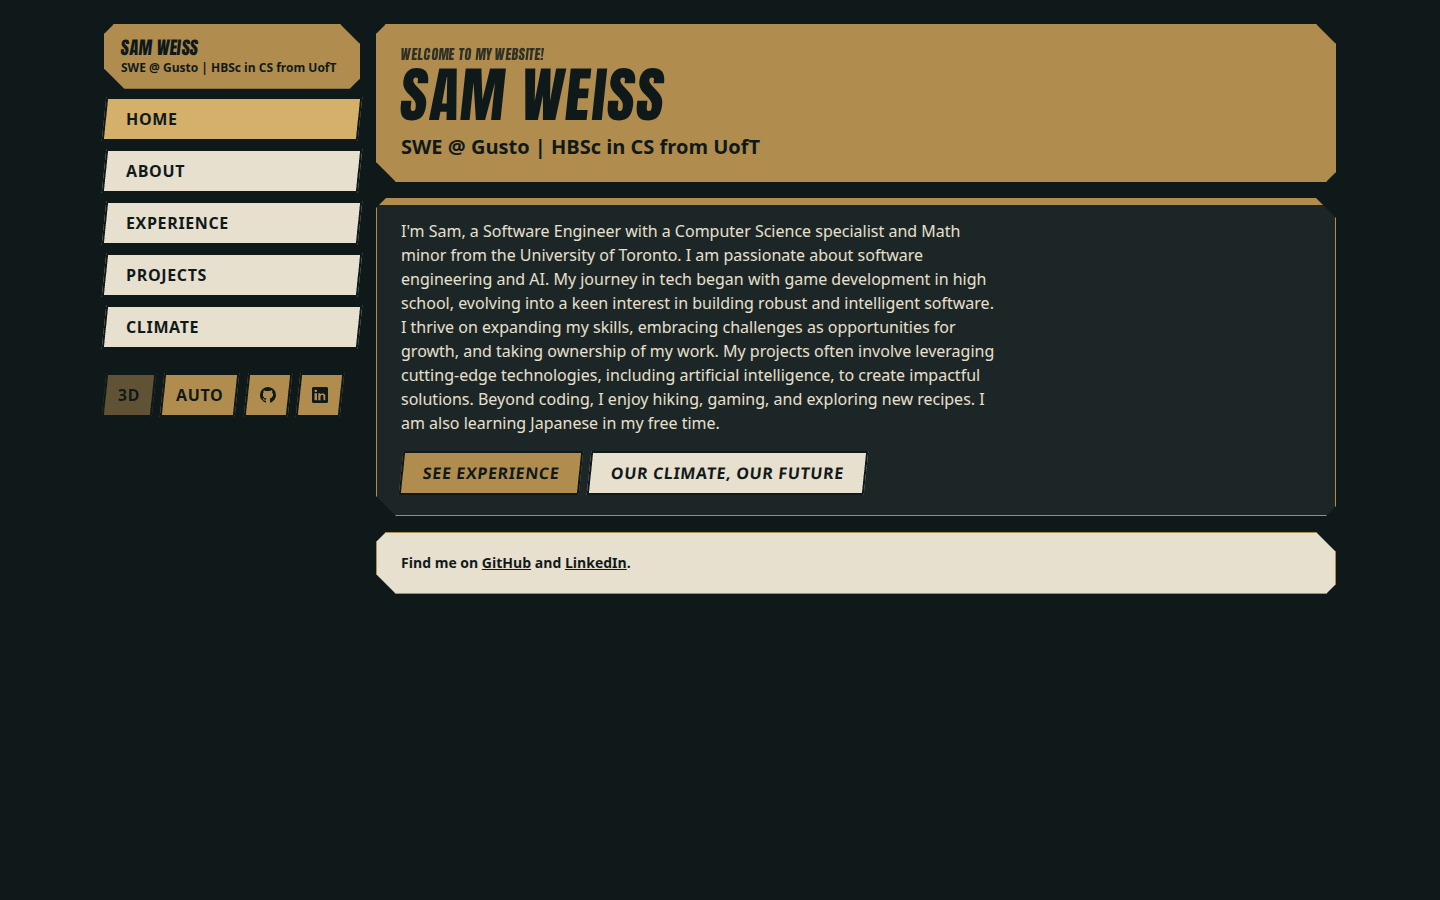 SAM WEISS
SWE @ Gusto | HBSc in CS from UofT
HOME
ABOUT
EXPERIENCE
PROJECTS
CLIMATE
3D
AUTO
in
WELCOME TO MY WEBSITE!
SAM WEISS
SWE @ Gusto | HBSc in CS from UofT
I'm Sam, a Software Engineer with a Computer Science specialist and Math
minor from the University of Toronto. I am passionate about software
engineering and AI. My journey in tech began with game development in high
school, evolving into a keen interest in building robust and intelligent software.
I thrive on expanding my skills, embracing challenges as opportunities for
growth, and taking ownership of my work. My projects often involve leveraging
cutting-edge technologies, including artificial intelligence, to create impactful
solutions. Beyond coding, I enjoy hiking, gaming, and exploring new recipes. I
am also learning Japanese in my free time.
SEE EXPERIENCE
OUR CLIMATE, OUR FUTURE
Find me on GitHub and LinkedIn.